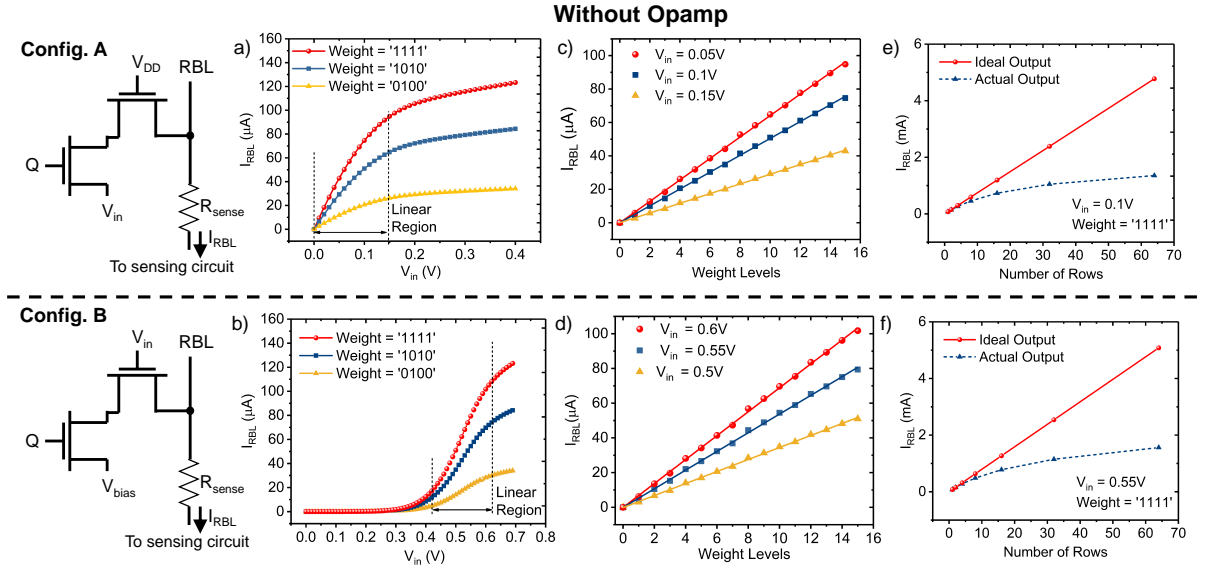 Without Opamp
Config. A
V_DD
RBL
Q
V_in
R_sense
I_RBL
To sensing circuit
a)
Weight = '1111'
Weight = '1010'
Weight = '0100'
Linear
Region
I_RBL (µA)
160
140
120
100
80
60
40
20
0
0.0 0.1 0.2 0.3 0.4
V_in (V)
c)
V_in = 0.05V
V_in = 0.1V
V_in = 0.15V
I_RBL (µA)
100
80
60
40
20
0
0 2 4 6 8 10 12 14 16
Weight Levels
e)
Ideal Output
Actual Output
V_in = 0.1V
Weight = '1111'
I_RBL (mA)
6
4
2
0
0 10 20 30 40 50 60 70
Number of Rows
Config. B
V_in
RBL
Q
V_bias
R_sense
I_RBL
To sensing circuit
b)
Weight = '1111'
Weight = '1010'
Weight = '0100'
Linear
Region
I_RBL (µA)
160
140
120
100
80
60
40
20
0
0.0 0.1 0.2 0.3 0.4 0.5 0.6 0.7 0.8
V_in (V)
d)
V_in = 0.6V
V_in = 0.55V
V_in = 0.5V
I_RBL (µA)
100
80
60
40
20
0
0 2 4 6 8 10 12 14 16
Weight Levels
f)
Ideal Output
Actual Output
V_in = 0.55V
Weight = '1111'
I_RBL (mA)
6
4
2
0
0 10 20 30 40 50 60 70
Number of Rows